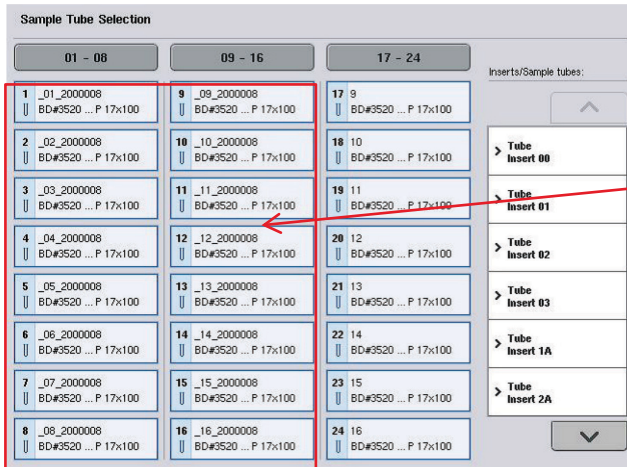 Sample Tube Selection
01 - 08
09 - 16
17 - 24
Inserts/Sample tubes:
1 _01_2000008
BD#3520 ... P 17x100
2 _02_2000008
BD#3520 ... P 17x100
3 _03_2000008
BD#3520 ... P 17x100
4 _04_2000008
BD#3520 ... P 17x100
5 _05_2000008
BD#3520 ... P 17x100
6 _06_2000008
BD#3520 ... P 17x100
7 _07_2000008
BD#3520 ... P 17x100
8 _08_2000008
BD#3520 ... P 17x100
9 _09_2000008
BD#3520 ... P 17x100
10 _10_2000008
BD#3520 ... P 17x100
11 _11_2000008
BD#3520 ... P 17x100
12 _12_2000008
BD#3520 ... P 17x100
13 _13_2000008
BD#3520 ... P 17x100
14 _14_2000008
BD#3520 ... P 17x100
15 _15_2000008
BD#3520 ... P 17x100
16 _16_2000008
BD#3520 ... P 17x100
17 9
BD#3520 ... P 17x100
18 10
BD#3520 ... P 17x100
19 11
BD#3520 ... P 17x100
20 12
BD#3520 ... P 17x100
21 13
BD#3520 ... P 17x100
22 14
BD#3520 ... P 17x100
23 15
BD#3520 ... P 17x100
24 16
BD#3520 ... P 17x100
Tube
Insert 00
Tube
Insert 01
Tube
Insert 02
Tube
Insert 03
Tube
Insert 1A
Tube
Insert 2A